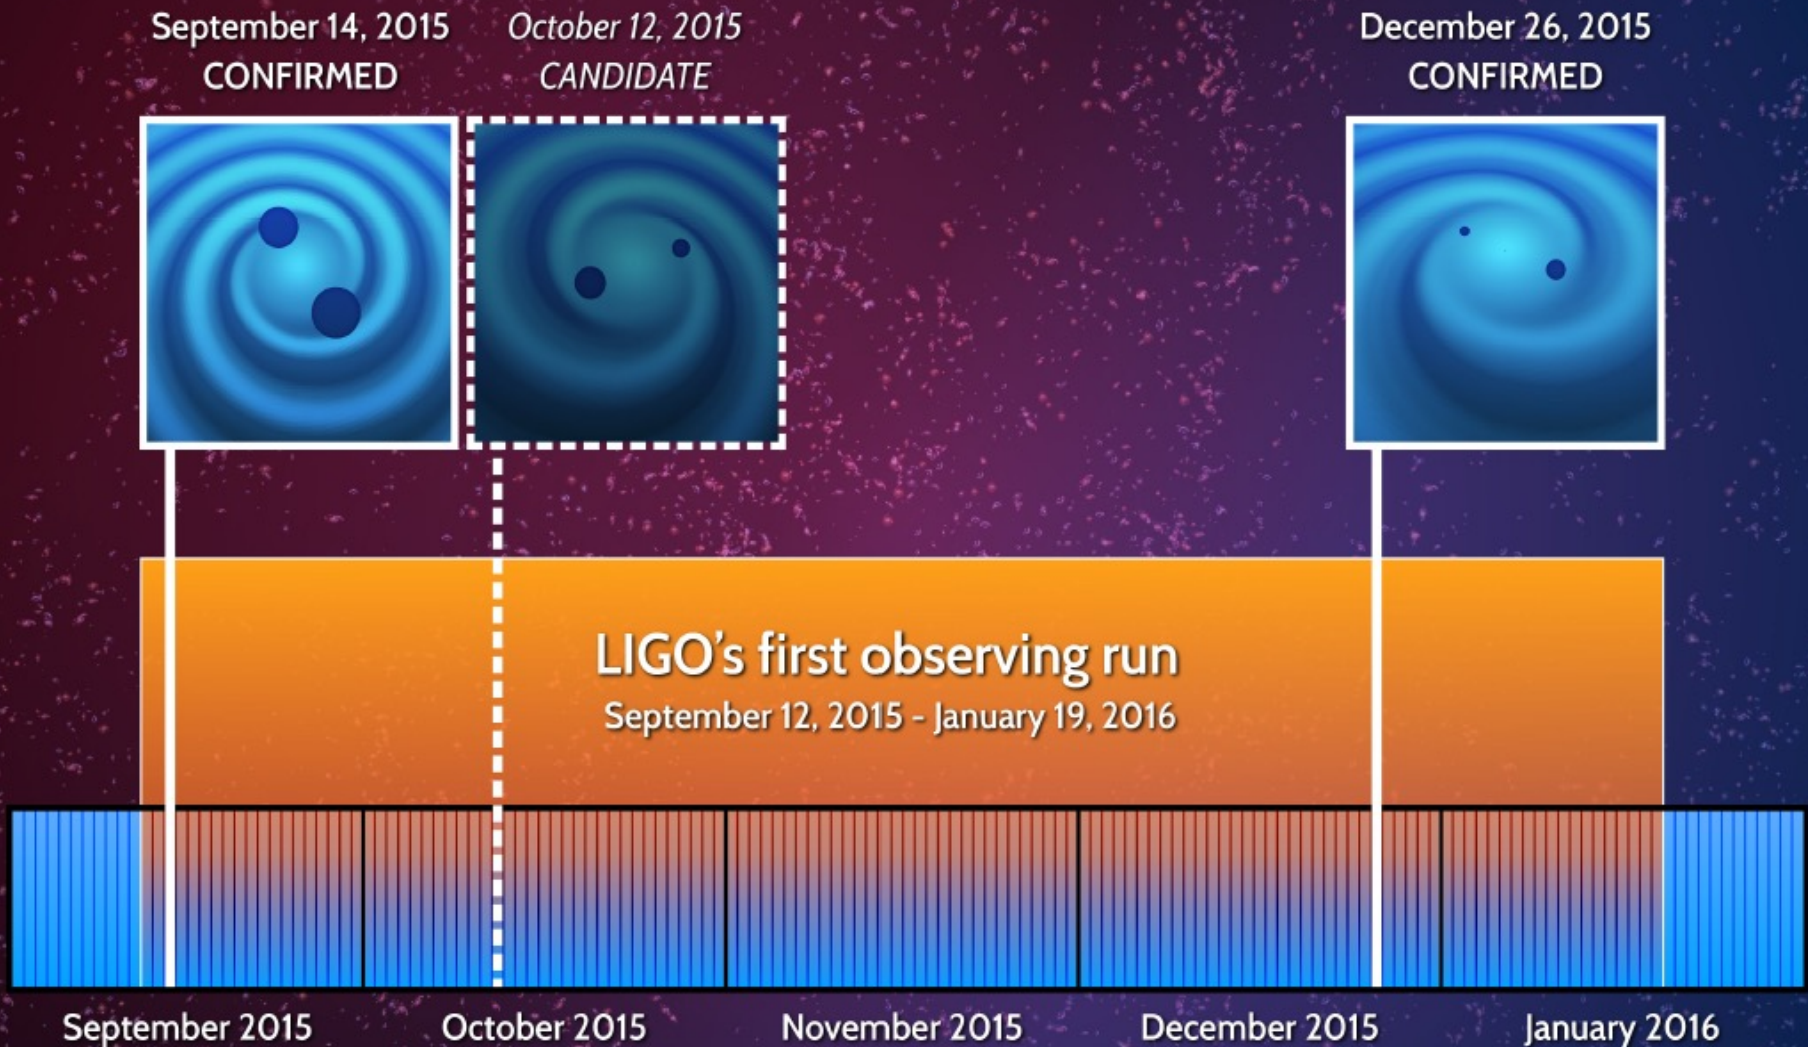 September 14, 2015
CONFIRMED
October 12, 2015
CANDIDATE
December 26, 2015
CONFIRMED
LIGO’s first observing run
September 12, 2015 - January 19, 2016
September 2015
October 2015
November 2015
December 2015
January 2016